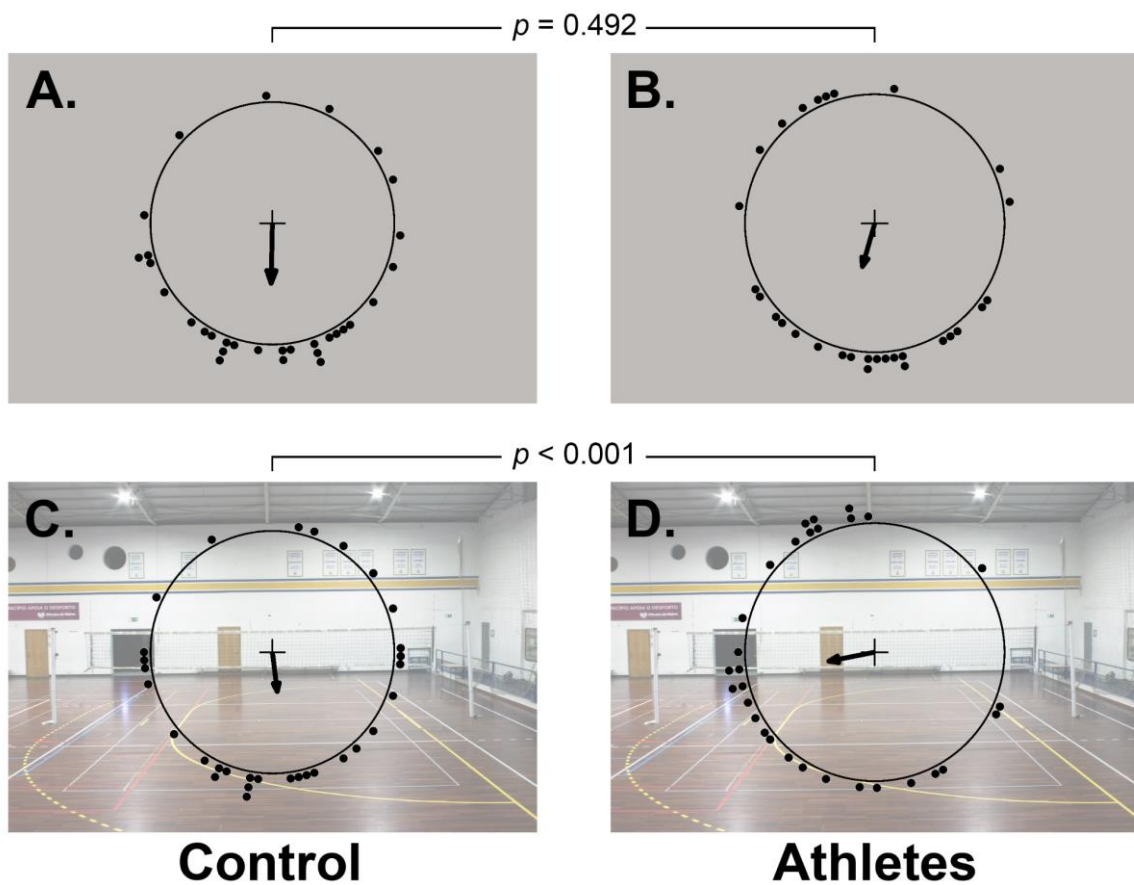 p = 0.492
A.
B.
p < 0.001
C.
D.
Control
Athletes